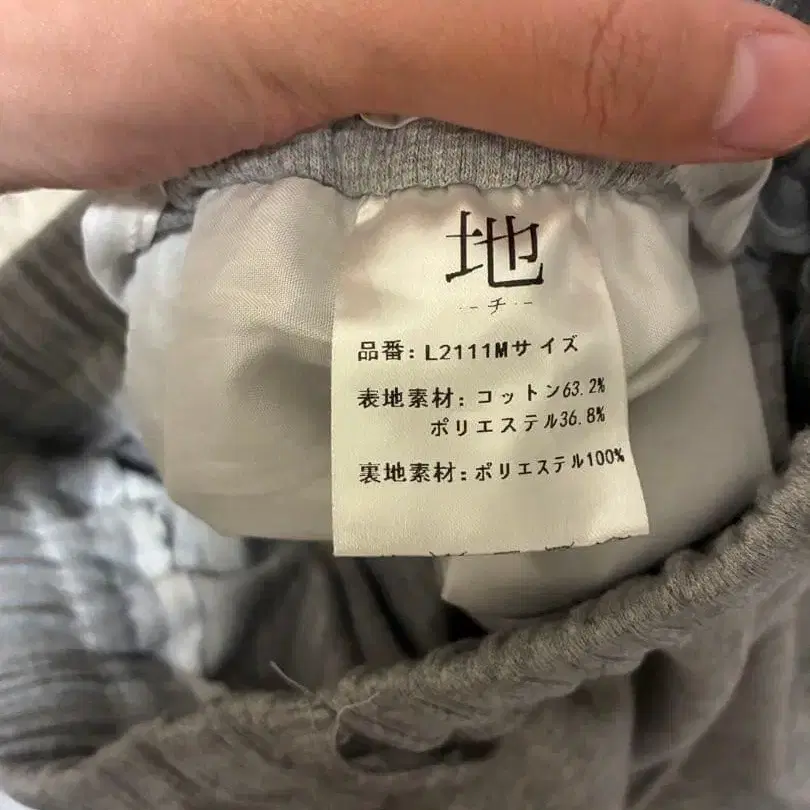 地
--チ--
品番: L2111Mサイズ
表地素材: コットン63.2%
ポリエステル36.8%
裏地素材: ポリエステル100%